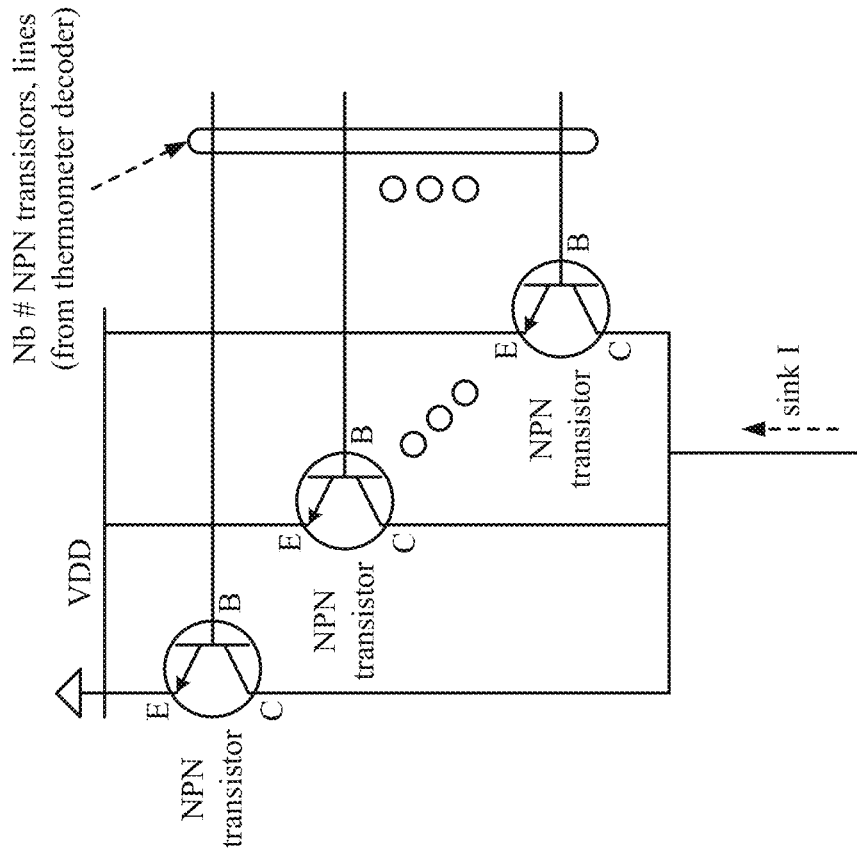 Nb # NPN transistors, lines
(from thermometer decoder)
VDD
E
B
C
NPN
transistor
E
B
C
NPN
transistor
E
B
C
NPN
transistor
sink I